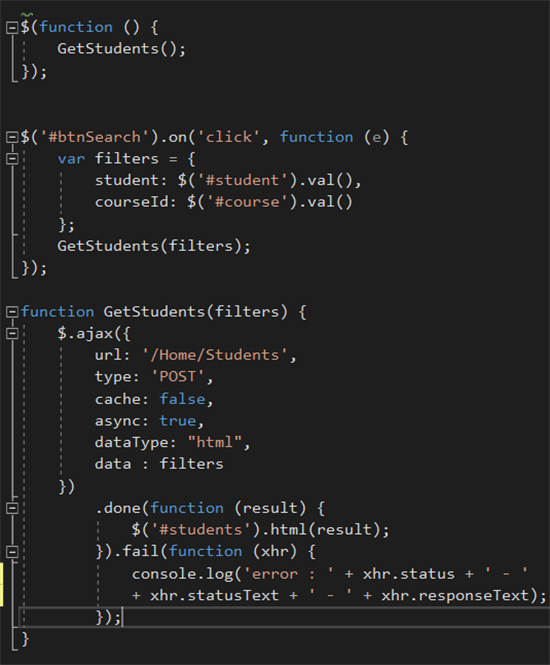 $(function () {
    GetStudents();
});

$('#btnSearch').on('click', function (e) {
    var filters = {
        student: $('#student').val(),
        courseId: $('#course').val()
    };
    GetStudents(filters);
});

function GetStudents(filters) {
    $.ajax({
        url: '/Home/Students',
        type: 'POST',
        cache: false,
        async: true,
        dataType: "html",
        data : filters
    })
        .done(function (result) {
            $('#students').html(result);
        }).fail(function (xhr) {
            console.log('error : ' + xhr.status + ' - '
            + xhr.statusText + ' - ' + xhr.responseText);
        });
}